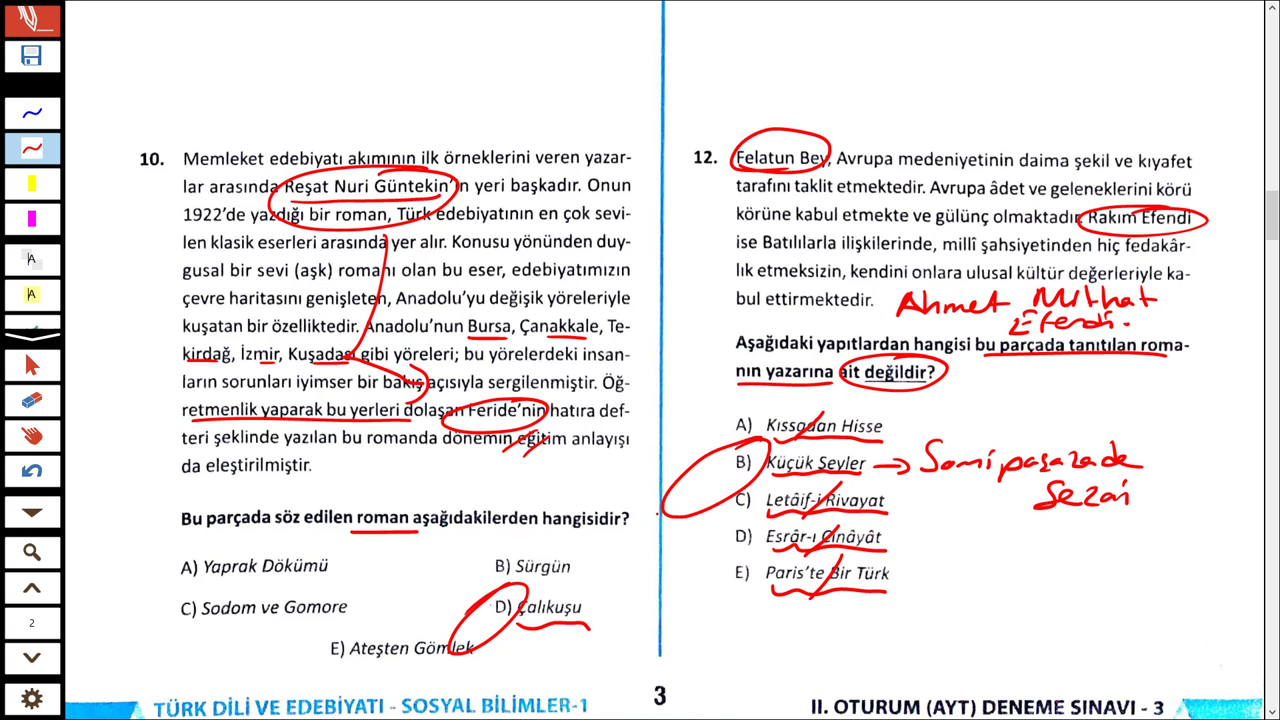 10. Memleket edebiyatı akımının ilk örneklerini veren yazar-
lar arasında Reşat Nuri Güntekin'in yeri başkadır. Onun
1922'de yazdığı bir roman, Türk edebiyatının en çok sevi-
len klasik eserleri arasında yer alır. Konusu yönünden duy-
gusal bir sevi (aşk) romanı olan bu eser, edebiyatımızın
çevre haritasını genişleten, Anadolu'yu değişik yöreleriyle
kuşatan bir özelliktedir. Anadolu'nun Bursa, Çanakkale, Te-
kirdağ, İzmir, Kuşadası gibi yöreleri; bu yörelerdeki insan-
ların sorunları iyimser bir bakış açısıyla sergilenmiştir. Öğ-
retmenlik yaparak bu yerleri dolaşan Feride'nin hatıra def-
teri şeklinde yazılan bu romanda dönemin eğitim anlayışı
da eleştirilmiştir.
Bu parçada söz edilen roman aşağıdakilerden hangisidir?
A) Yaprak Dökümü
B) Sürgün
C) Sodom ve Gomore
D) Çalıkuşu
E) Ateşten Gömlek
12. Felatun Bey, Avrupa medeniyetinin daima şekil ve kıyafet
tarafını taklit etmektedir. Avrupa âdet ve geleneklerini körü
körüne kabul etmekte ve gülünç olmaktadır. Rakım Efendi
ise Batılılarla ilişkilerinde, millî şahsiyetinden hiç fedakâr-
lık etmeksizin, kendini onlara ulusal kültür değerleriyle ka-
bul ettirmektedir.
Ahmet Mithat
Efendi.
Aşağıdaki yapıtlardan hangisi bu parçada tanıtılan roma-
nın yazarına ait değildir?
A) Kıssadan Hisse
B) Küçük Şeyler → Samipaşazade
Sezai
C) Letâif-i Rivayat
D) Esrâr-ı Cinâyât
E) Paris'te Bir Türk
TÜRK DİLİ VE EDEBİYATI - SOSYAL BİLİMLER-1
3
II. OTURUM (AYT) DENEME SINAVI - 3
A
A
2